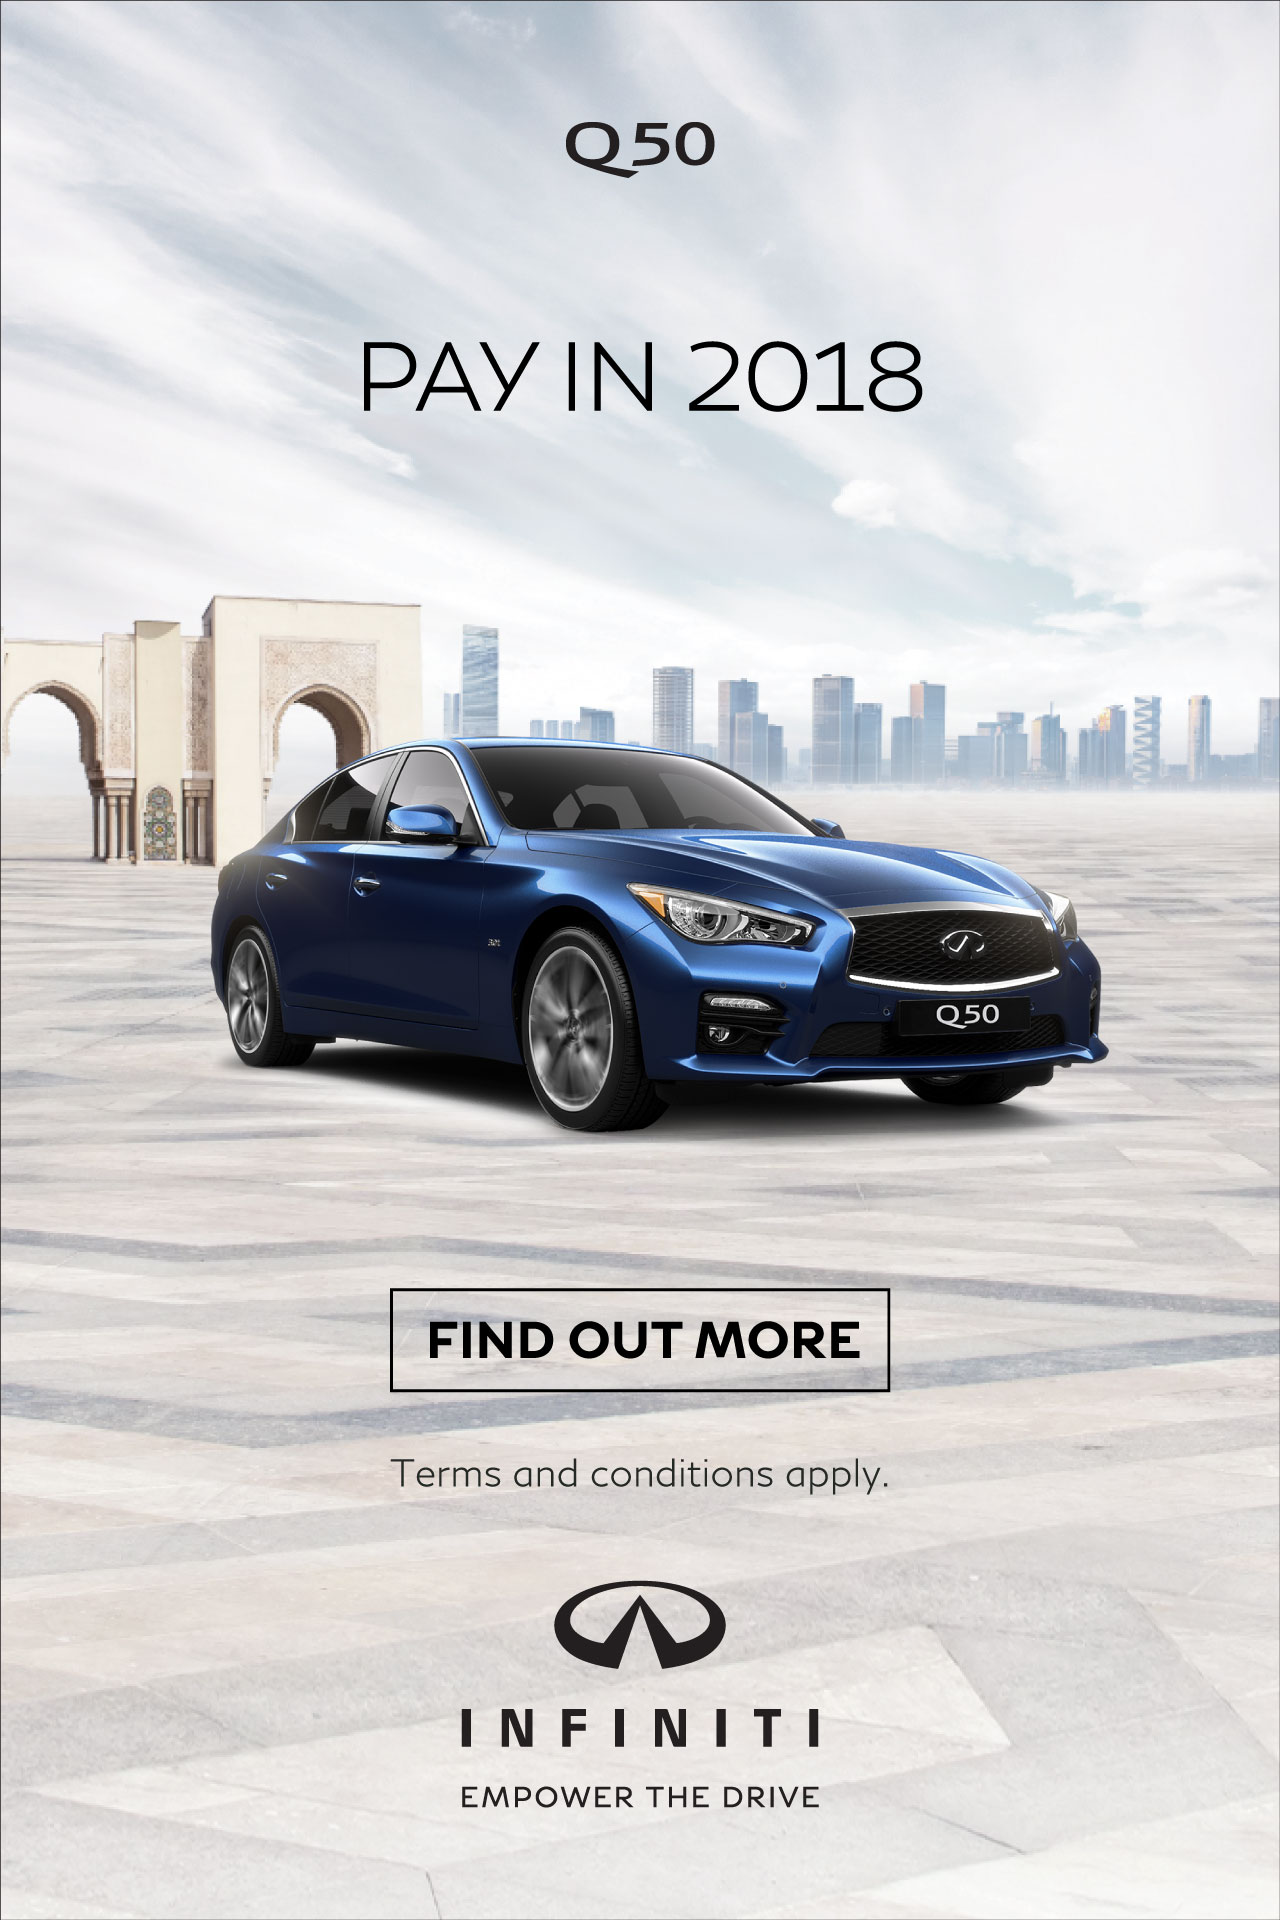 Q50
PAY IN 2018
Q50
FIND OUT MORE
Terms and conditions apply.
INFINITI
EMPOWER THE DRIVE